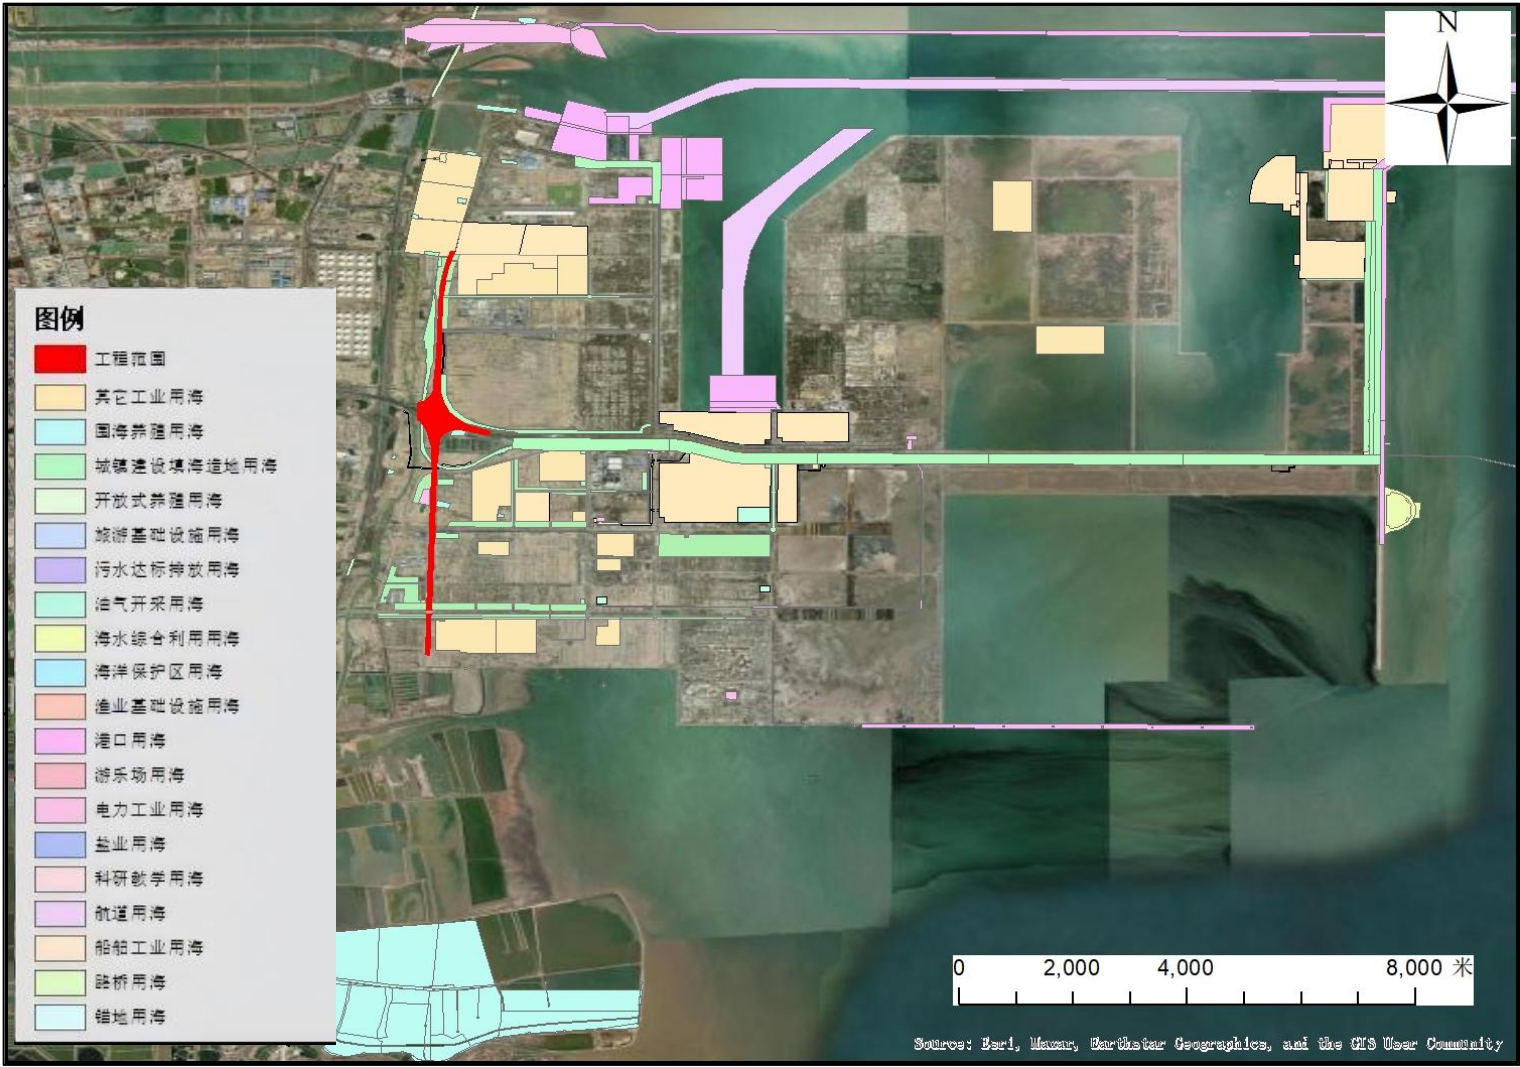 N
图例
工程范围
其它工业用海
围海养殖用海
城镇建设填海造地用海
开放式养殖用海
旅游基础设施用海
污水达标排放用海
油气开采用海
海水综合利用用海
海洋保护区用海
渔业基础设施用海
港口用海
游乐场用海
电力工业用海
盐业用海
科研教学用海
航道用海
船舶工业用海
路桥用海
锚地用海
0 2,000 4,000 8,000 米
Source: Esri, Maxar, Earthstar Geographics, and the GIS User Community